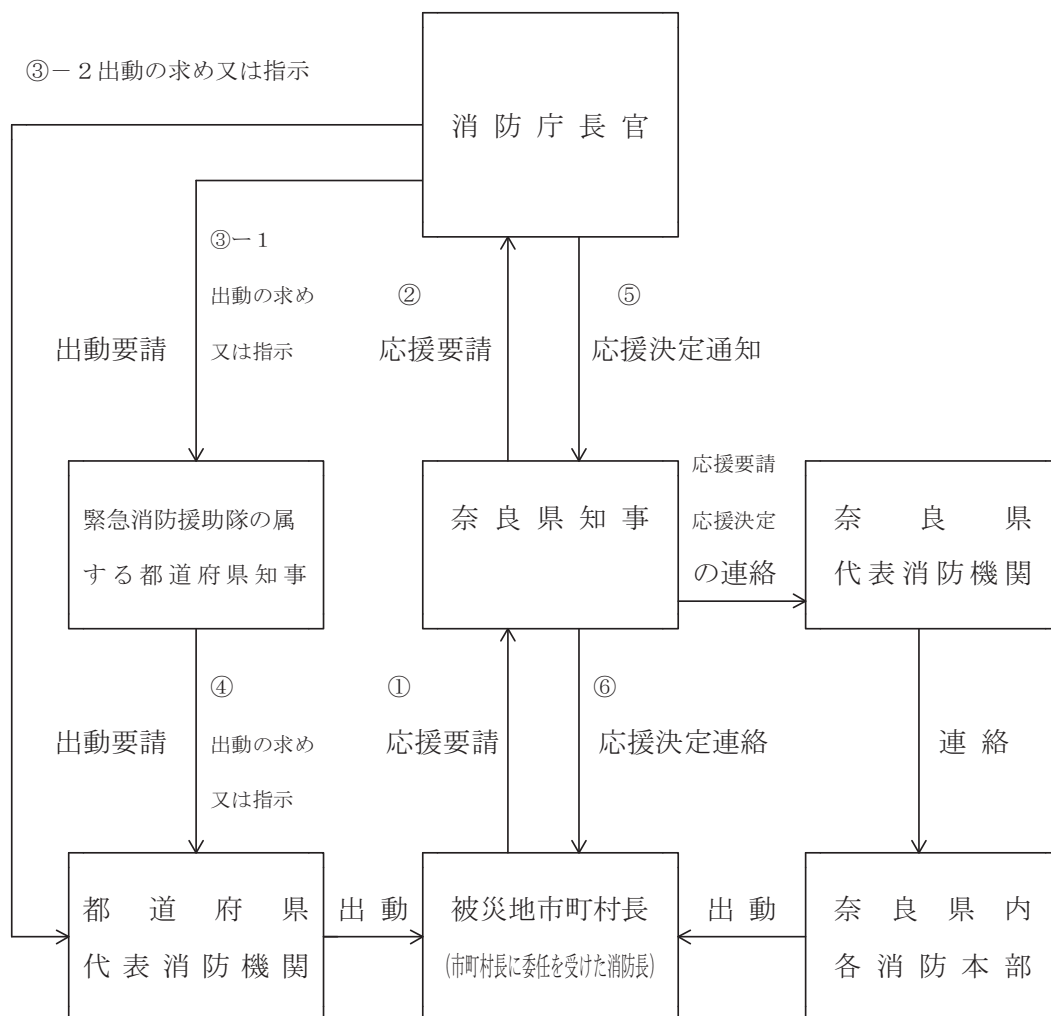 ③－２出動の求め又は指示
消防庁長官
③ー１
出動の求め
又は指示
出動要請
②
応援要請
⑤
応援決定通知
緊急消防援助隊の属
する都道府県知事
奈良県知事
応援要請
応援決定
の連絡
奈良県
代表消防機関
④
出動の求め
又は指示
出動要請
①
応援要請
⑥
応援決定連絡
連絡
都道府県
代表消防機関
出動
被災地市町村長
(市町村長に委任を受けた消防長)
出動
奈良県内
各消防本部